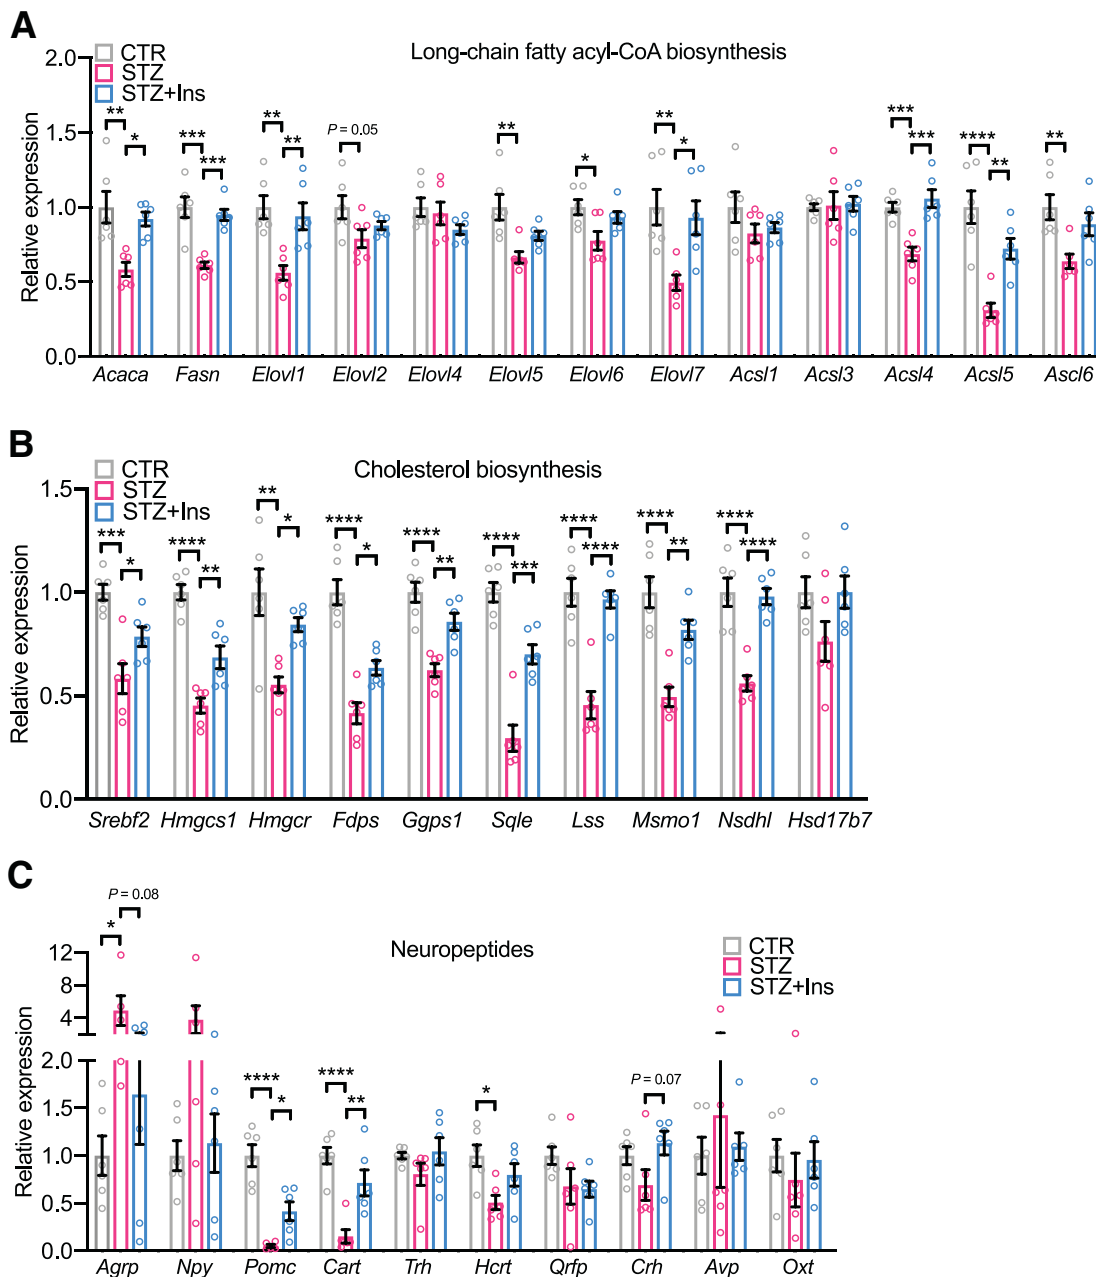 A
Long-chain fatty acyl-CoA biosynthesis
CTR
STZ
STZ+Ins
Relative expression
2.0
1.5
1.0
0.5
0.0
** * *** *** ** ** P = 0.05 ** * ** * *** *** **** ** **
Acaca Fasn Elovl1 Elovl2 Elovl4 Elovl5 Elovl6 Elovl7 Acsl1 Acsl3 Acsl4 Acsl5 Ascl6
B
Cholesterol biosynthesis
CTR
STZ
STZ+Ins
Relative expression
1.5
1.0
0.5
0.0
*** * **** ** ** * **** * **** ** **** *** **** **** **** ** **** ****
Srebf2 Hmgcs1 Hmgcr Fdps Ggps1 Sqle Lss Msmo1 Nsdhl Hsd17b7
C
Neuropeptides
CTR
STZ
STZ+Ins
Relative expression
12
8
4
2.0
1.5
1.0
0.5
0.0
* P = 0.08 **** * **** ** * P = 0.07
Agrp Npy Pomc Cart Trh Hcrt Qrfp Crh Avp Oxt